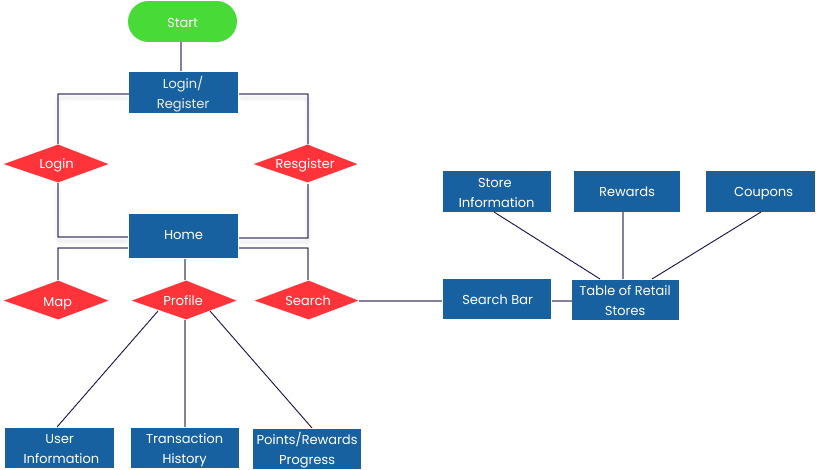 Start
Login/
Register
Login
Resgister
Store
Information
Rewards
Coupons
Home
Map
Profile
Search
Search Bar
Table of Retail
Stores
User
Information
Transaction
History
Points/Rewards
Progress